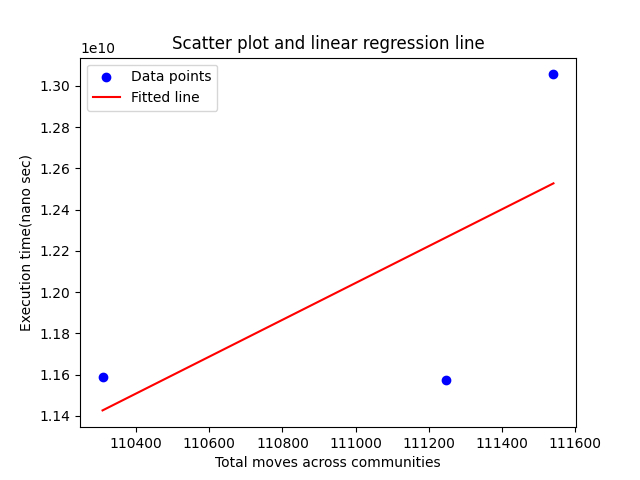 Scatter plot and linear regression line
1e10
Data points
Fitted line
1.30
1.28
1.26
1.24
1.22
1.20
1.18
1.16
1.14
Execution time(nano sec)
110400 110600 110800 111000 111200 111400 111600
Total moves across communities